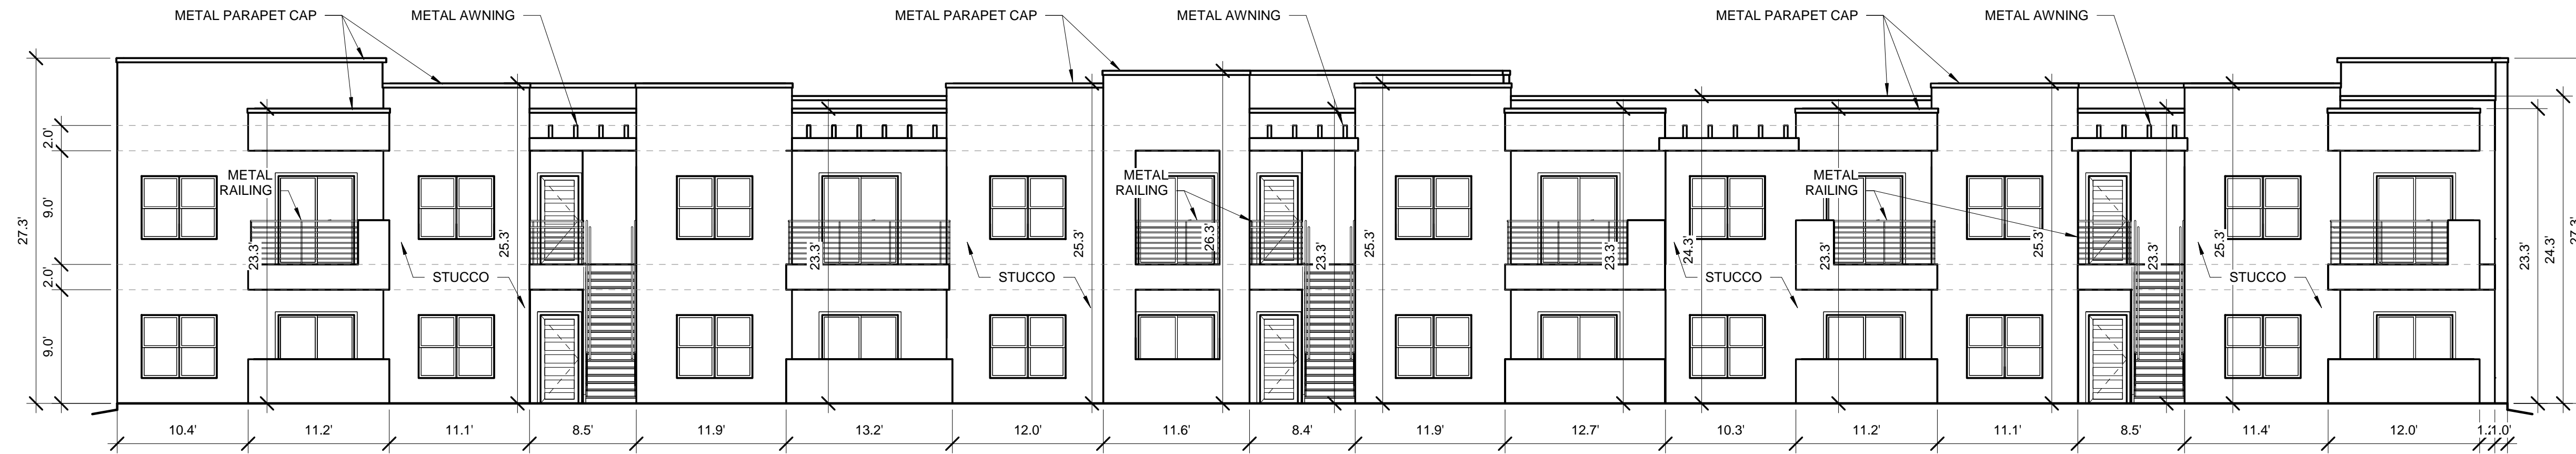 METAL PARAPET CAP
METAL AWNING
METAL PARAPET CAP
METAL AWNING
METAL PARAPET CAP
METAL AWNING
27.3'
2.0'
9.0'
2.0'
9.0'
METAL
RAILING
23.3'
25.3'
STUCCO
23.3'
25.3'
STUCCO
METAL
RAILING
26.3'
23.3'
25.3'
23.3'
24.3'
STUCCO
METAL
RAILING
23.3'
25.3'
23.3'
25.3'
STUCCO
23.3'
24.3'
27.3'
10.4'
11.2'
11.1'
8.5'
11.9'
13.2'
12.0'
11.6'
8.4'
11.9'
12.7'
10.3'
11.2'
11.1'
8.5'
11.4'
12.0'
1.0'